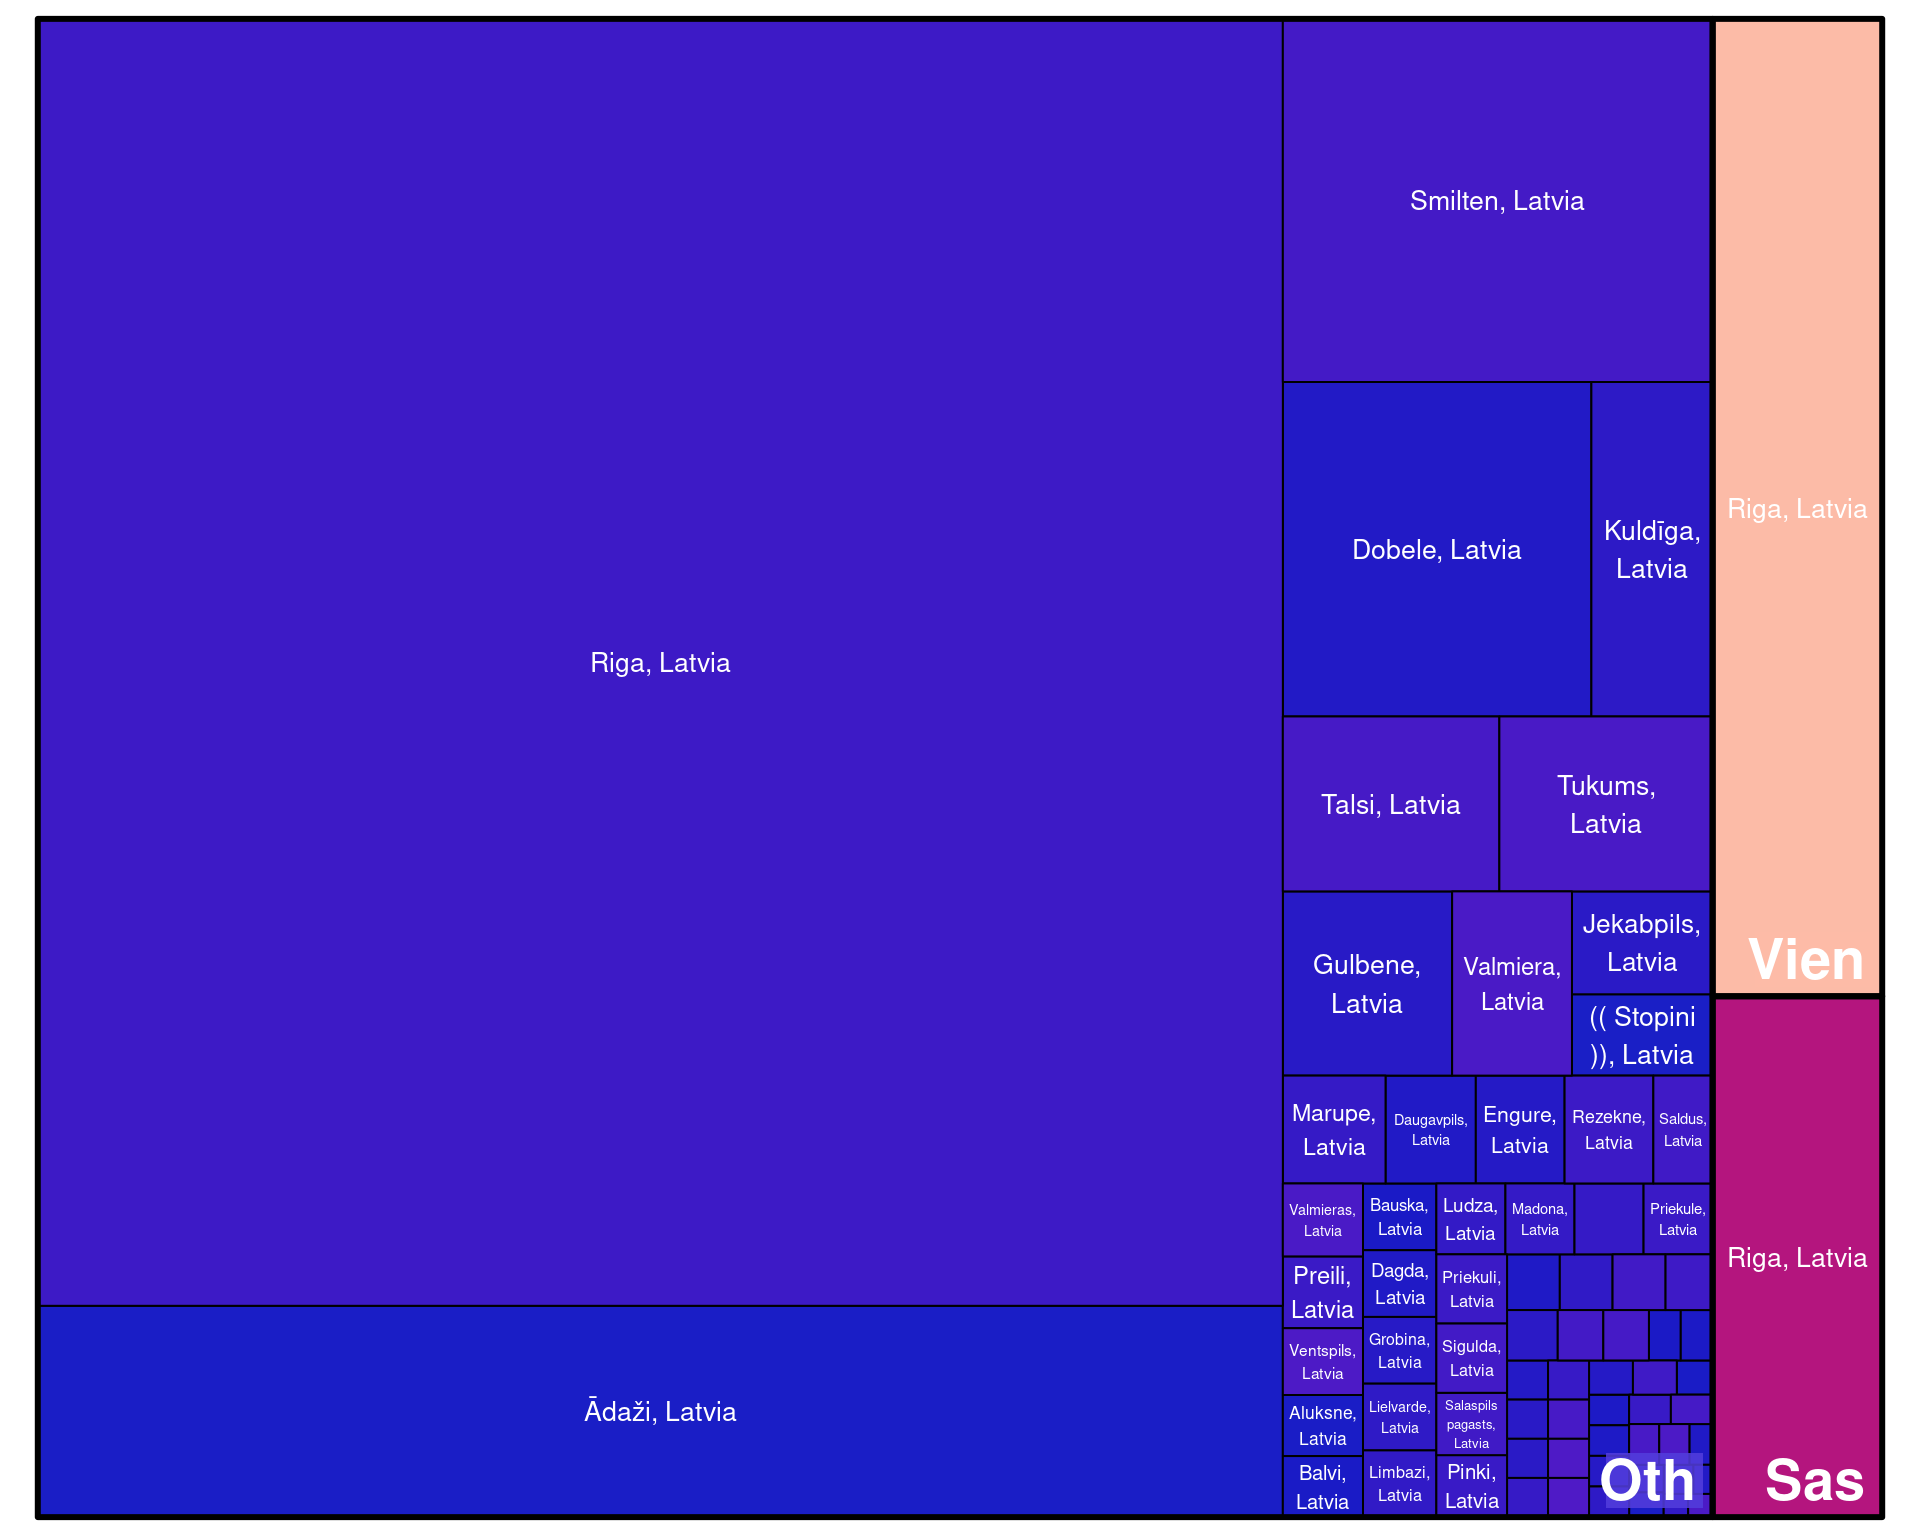 Riga, Latvia
Ādaži, Latvia
Smilten, Latvia
Dobele, Latvia
Kuldīga,
Latvia
Talsi, Latvia
Tukums,
Latvia
Gulbene,
Latvia
Valmiera,
Latvia
Jekabpils,
Latvia
(( Stopini
)), Latvia
Marupe,
Latvia
Daugavpils,
Latvia
Engure,
Latvia
Rezekne,
Latvia
Saldus,
Latvia
Valmieras,
Latvia
Preili,
Latvia
Ventspils,
Latvia
Aluksne,
Latvia
Balvi,
Latvia
Bauska,
Latvia
Dagda,
Latvia
Grobina,
Latvia
Lielvarde,
Latvia
Limbazi,
Latvia
Ludza,
Latvia
Madona,
Latvia
Priekule,
Latvia
Priekuli,
Latvia
Sigulda,
Latvia
Salaspils
pagasts,
Latvia
Pinki,
Latvia
Oth
Riga, Latvia
Vien
Riga, Latvia
Sas